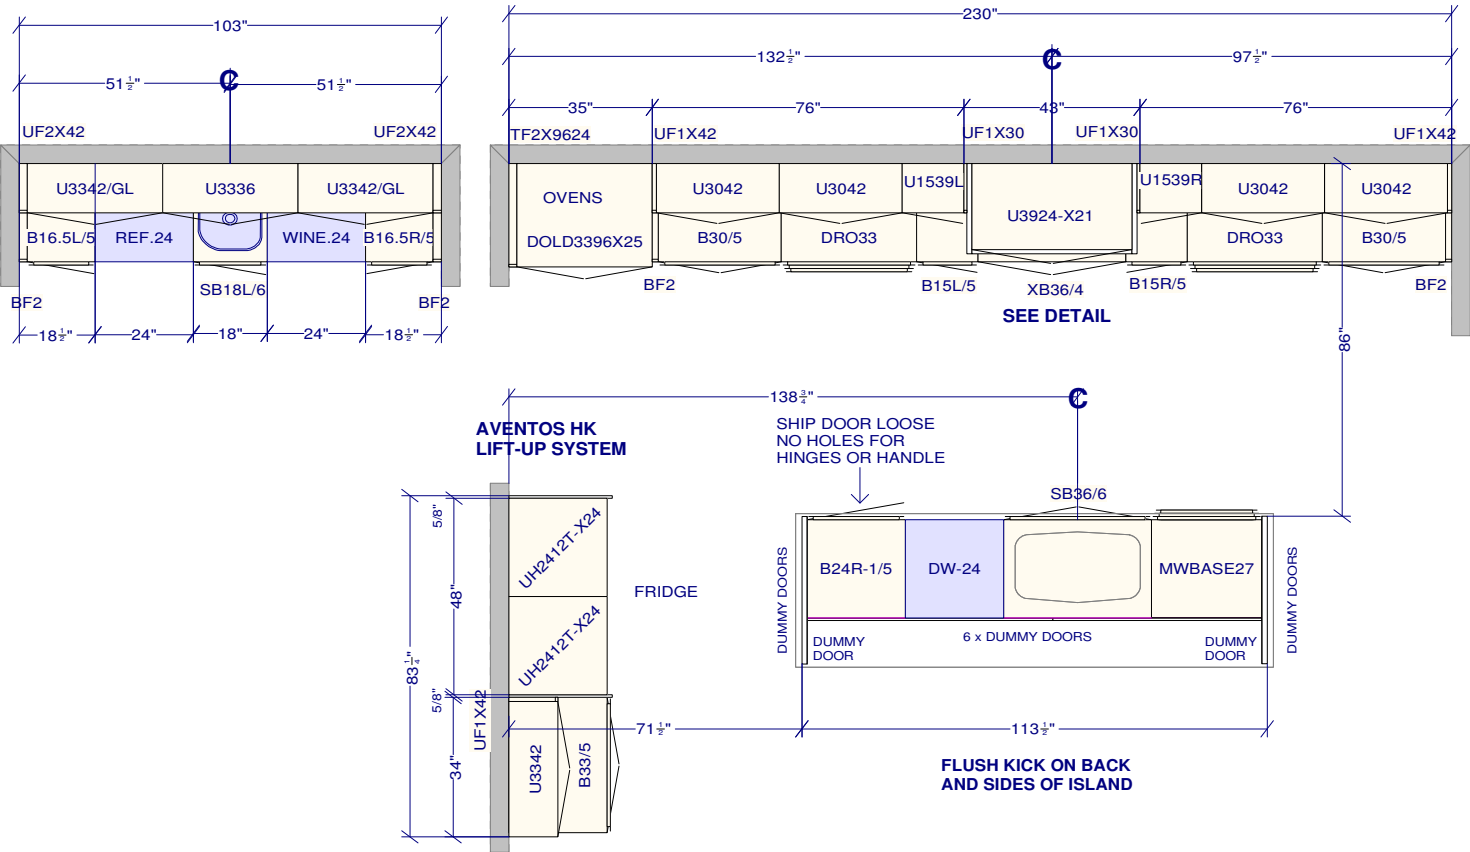 103"
230"
51½"
51½"
132½"
97½"
35"
76"
43"
76"
UF2X42
UF2X42
TF2X9624
UF1X42
UF1X30
UF1X30
UF1X42
U3342/GL
U3336
U3342/GL
OVENS
U3042
U3042
U1539L
U3924-X21
U1539R
U3042
U3042
B16.5L/5
REF.24
WINE.24
B16.5R/5
DOLD3396X25
B30/5
DRO33
DRO33
B30/5
BF2
SB18L/6
BF2
BF2
B15L/5
XB36/4
B15R/5
BF2
SEE DETAIL
18½"
24"
18"
24"
18½"
86"
138¾"
AVENTOS HK
LIFT-UP SYSTEM
SHIP DOOR LOOSE
NO HOLES FOR
HINGES OR HANDLE
SB36/6
5/8"
48"
83¼"
5/8"
34"
UF1X42
UH2412T-X24
UH2412T-X24
FRIDGE
U3342
B33/5
DUMMY DOORS
B24R-1/5
DW-24
MWBASE27
DUMMY DOORS
DUMMY
DOOR
6 x DUMMY DOORS
DUMMY
DOOR
71½"
113½"
FLUSH KICK ON BACK
AND SIDES OF ISLAND